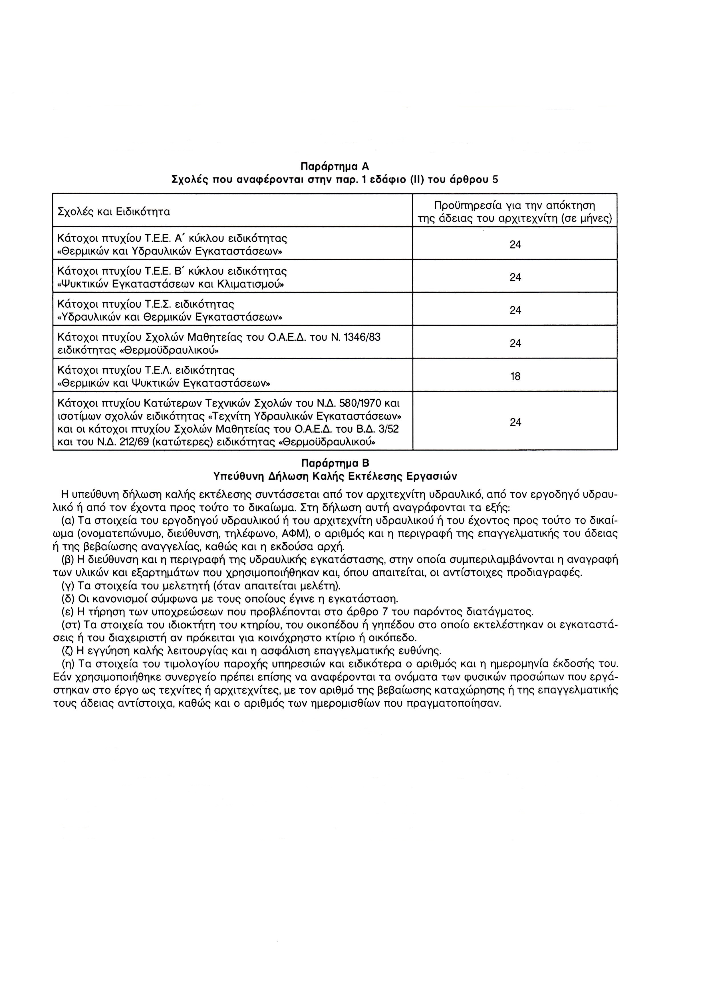 Παράρτημα Α
Σχολές που αναφέρονται στην παρ. 1 εδάφιο (ΙΙ) του άρθρου 5
Σχολές και Ειδικότητα
Προϋπηρεσία για την απόκτηση
της άδειας του αρχιτεχνίτη (σε μήνες)
Κάτοχοι πτυχίου Τ.Ε.Ε. Α΄ κύκλου ειδικότητας
«Θερμικών και Υδραυλικών Εγκαταστάσεων»
24
Κάτοχοι πτυχίου Τ.Ε.Ε. Β΄ κύκλου ειδικότητας
«Ψυκτικών Εγκαταστάσεων και Κλιματισμού»
24
Κάτοχοι πτυχίου Τ.Ε.Σ. ειδικότητας
«Υδραυλικών και Θερμικών Εγκαταστάσεων»
24
Κάτοχοι πτυχίου Σχολών Μαθητείας του Ο.Α.Ε.Δ. του Ν. 1346/83
ειδικότητας «Θερμοϋδραυλικού»
24
Κάτοχοι πτυχίου Τ.Ε.Λ. ειδικότητας
«Θερμικών και Ψυκτικών Εγκαταστάσεων»
18
Κάτοχοι πτυχίου Κατώτερων Τεχνικών Σχολών του Ν.Δ. 580/1970 και
ισοτίμων σχολών ειδικότητας «Τεχνίτη Υδραυλικών Εγκαταστάσεων»
και οι κάτοχοι πτυχίου Σχολών Μαθητείας του Ο.Α.Ε.Δ. του Β.Δ. 3/52
και του Ν.Δ. 212/69 (κατώτερες) ειδικότητας «Θερμοϋδραυλικού»
24
Παράρτημα Β
Υπεύθυνη Δήλωση Καλής Εκτέλεσης Εργασιών
Η υπεύθυνη δήλωση καλής εκτέλεσης συντάσσεται από τον αρχιτεχνίτη υδραυλικό, από τον εργοδηγό υδραυ-
λικό ή από τον έχοντα προς τούτο το δικαίωμα. Στη δήλωση αυτή αναγράφονται τα εξής:
(α) Τα στοιχεία του εργοδηγού υδραυλικού ή του αρχιτεχνίτη υδραυλικού ή του έχοντος προς τούτο το δικαί-
ωμα (ονοματεπώνυμο, διεύθυνση, τηλέφωνο, ΑΦΜ), ο αριθμός και η περιγραφή της επαγγελματικής του άδειας
ή της βεβαίωσης αναγγελίας, καθώς και η εκδούσα αρχή.
(β) Η διεύθυνση και η περιγραφή της υδραυλικής εγκατάστασης, στην οποία συμπεριλαμβάνονται η αναγραφή
των υλικών και εξαρτημάτων που χρησιμοποιήθηκαν και, όπου απαιτείται, οι αντίστοιχες προδιαγραφές.
(γ) Τα στοιχεία του μελετητή (όταν απαιτείται μελέτη).
(δ) Οι κανονισμοί σύμφωνα με τους οποίους έγινε η εγκατάσταση.
(ε) Η τήρηση των υποχρεώσεων που προβλέπονται στο άρθρο 7 του παρόντος διατάγματος.
(στ) Τα στοιχεία του ιδιοκτήτη του κτηρίου, του οικοπέδου ή γηπέδου στο οποίο εκτελέστηκαν οι εγκαταστά-
σεις ή του διαχειριστή αν πρόκειται για κοινόχρηστο κτίριο ή οικόπεδο.
(ζ) Η εγγύηση καλής λειτουργίας και η ασφάλιση επαγγελματικής ευθύνης.
(η) Τα στοιχεία του τιμολογίου παροχής υπηρεσιών και ειδικότερα ο αριθμός και η ημερομηνία έκδοσής του.
Εάν χρησιμοποιήθηκε συνεργείο πρέπει επίσης να αναφέρονται τα ονόματα των φυσικών προσώπων που εργά-
στηκαν στο έργο ως τεχνίτες ή αρχιτεχνίτες, με τον αριθμό της βεβαίωσης καταχώρησης ή της επαγγελματικής
τους άδειας αντίστοιχα, καθώς και ο αριθμός των ημερομισθίων που πραγματοποίησαν.